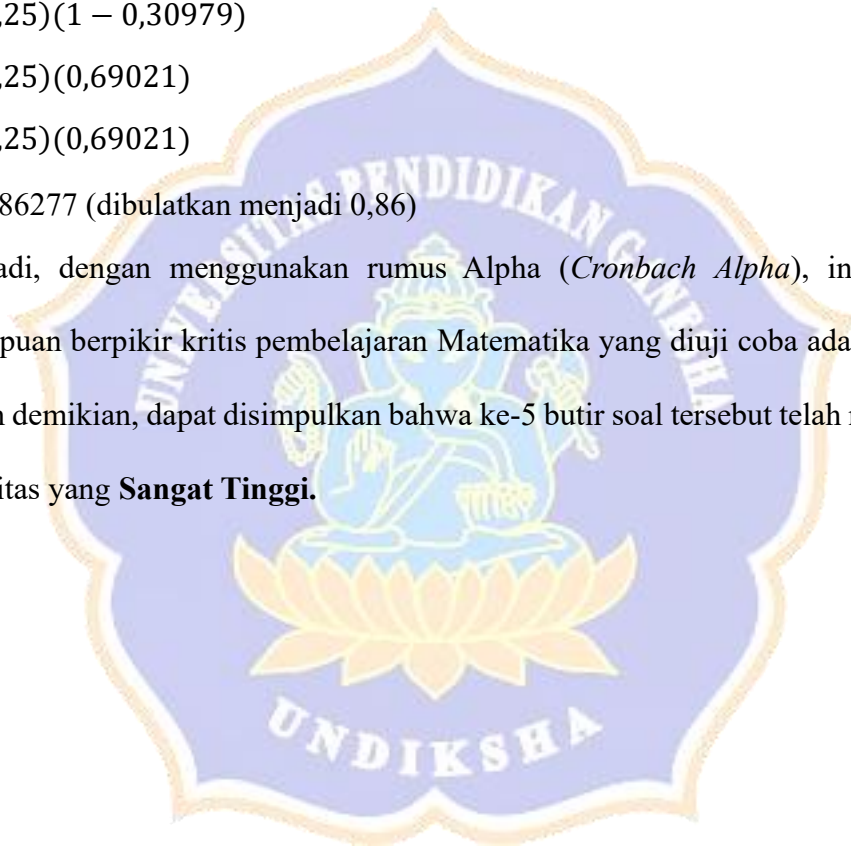 ,25)(1 − 0,30979)
,25)(0,69021)
,25)(0,69021)
86277 (dibulatkan menjadi 0,86)
adi, dengan menggunakan rumus Alpha (Cronbach Alpha), in
puan berpikir kritis pembelajaran Matematika yang diuji coba ada
demikian, dapat disimpulkan bahwa ke-5 butir soal tersebut telah
itas yang Sangat Tinggi.
UNIVERSITAS PENDIDIKAN GANESHA
UNDIKSHA